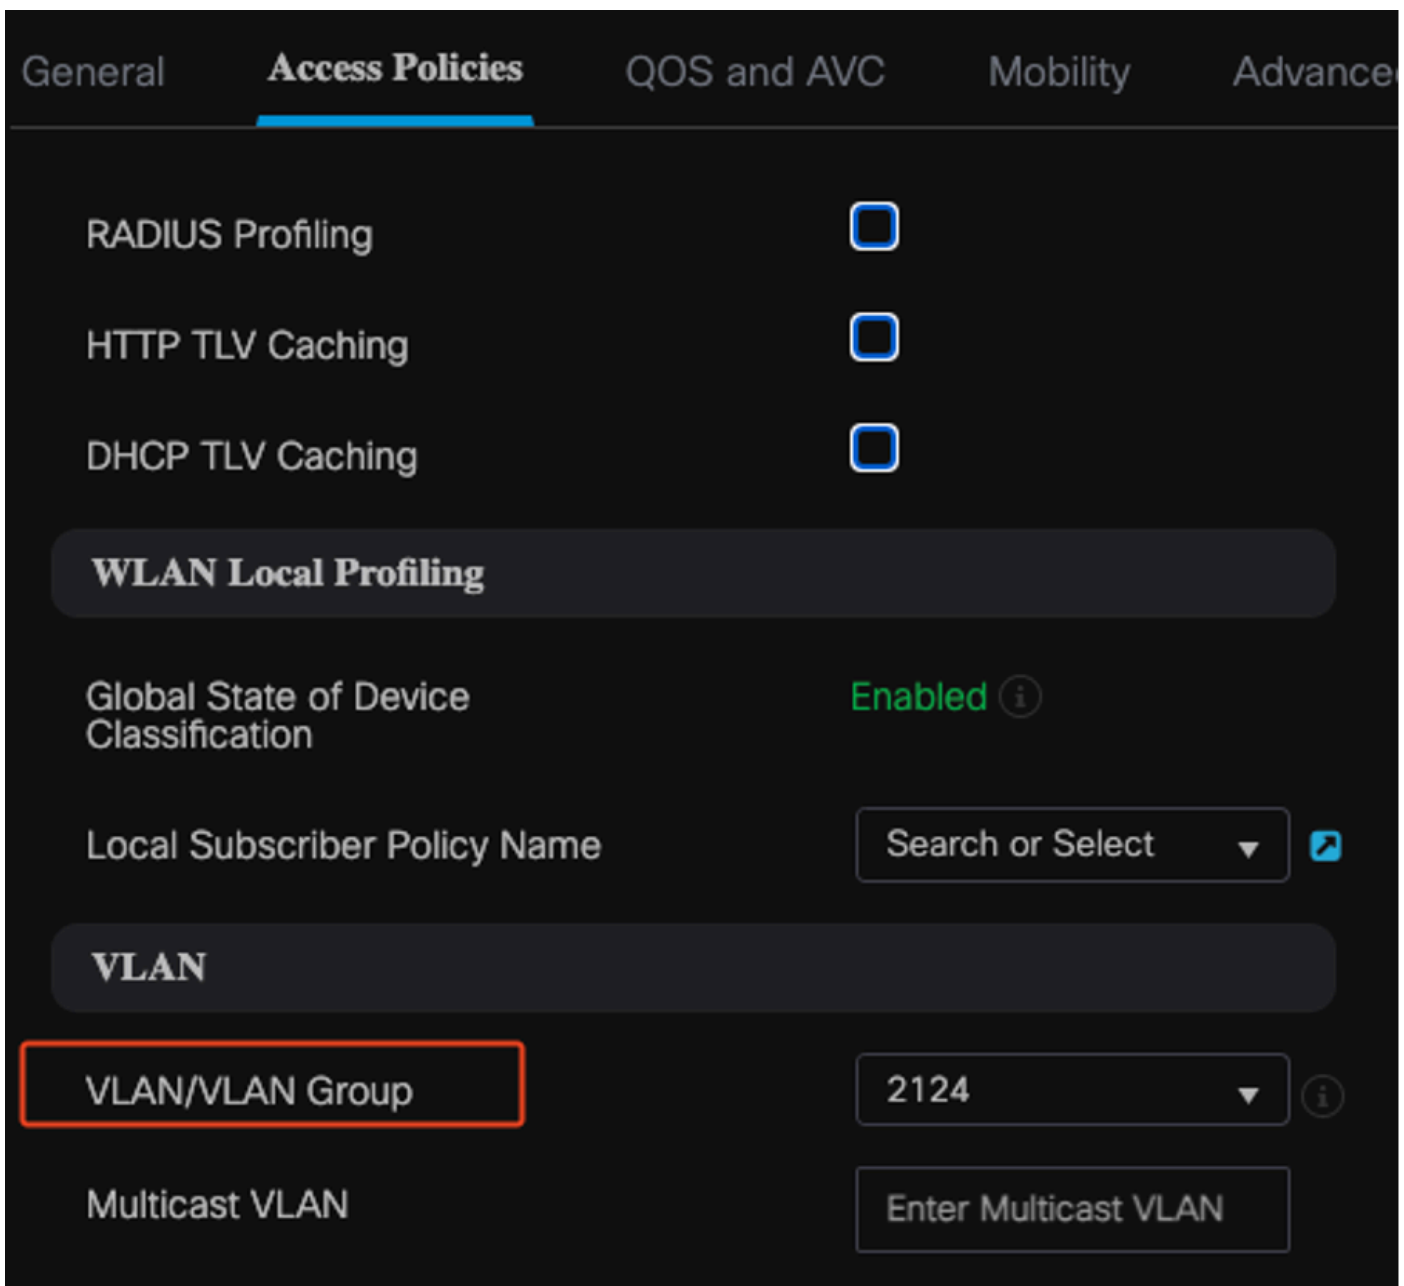 General Access Policies QOS and AVC Mobility Advance
RADIUS Profiling
HTTP TLV Caching
DHCP TLV Caching
WLAN Local Profiling
Global State of Device Enabled
Classification
Local Subscriber Policy Name Search or Select
VLAN
VLAN/VLAN Group 2124
Multicast VLAN Enter Multicast VLAN